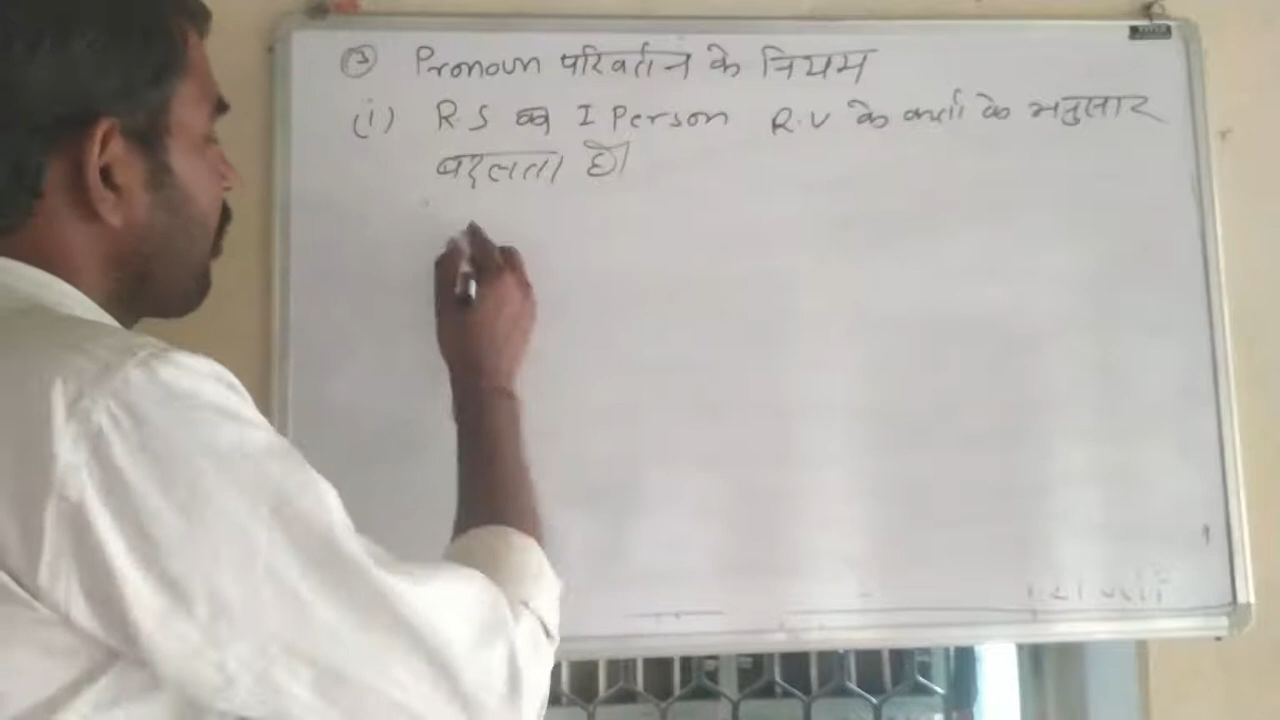 ③ Pronoun परिवर्तन के नियम
(i) R.S का I Person R.V के कर्ता के अनुसार
बदलता है।